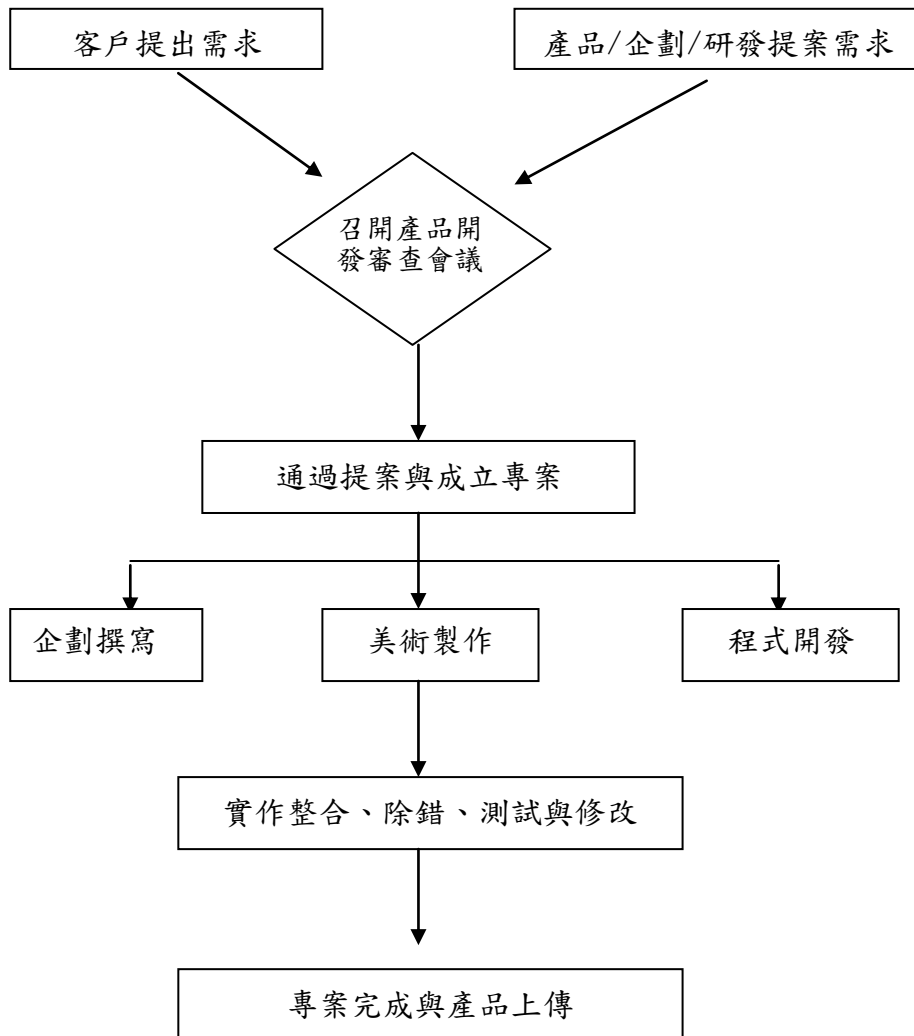 客戶提出需求
產品/企劃/研發提案需求
召開產品開
發審查會議
通過提案與成立專案
企劃撰寫
美術製作
程式開發
實作整合、除錯、測試與修改
專案完成與產品上傳